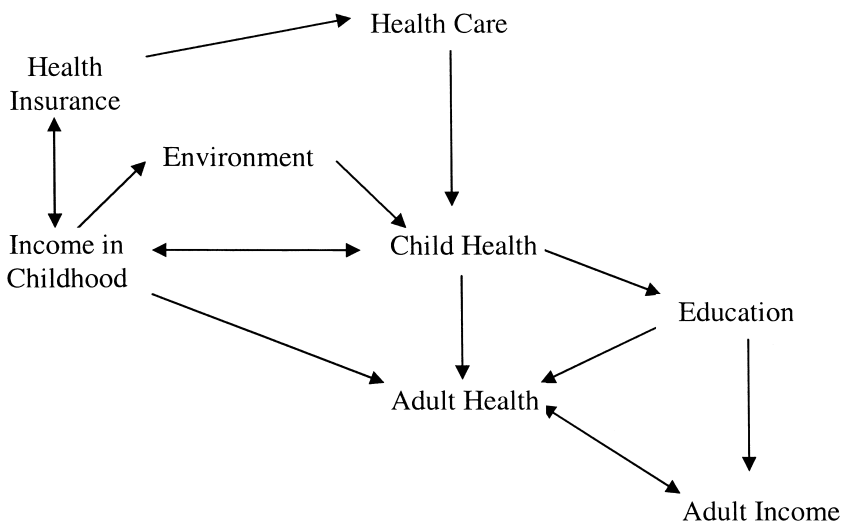 Health Care
Health
Insurance
Environment
Income in
Childhood
Child Health
Education
Adult Health
Adult Income